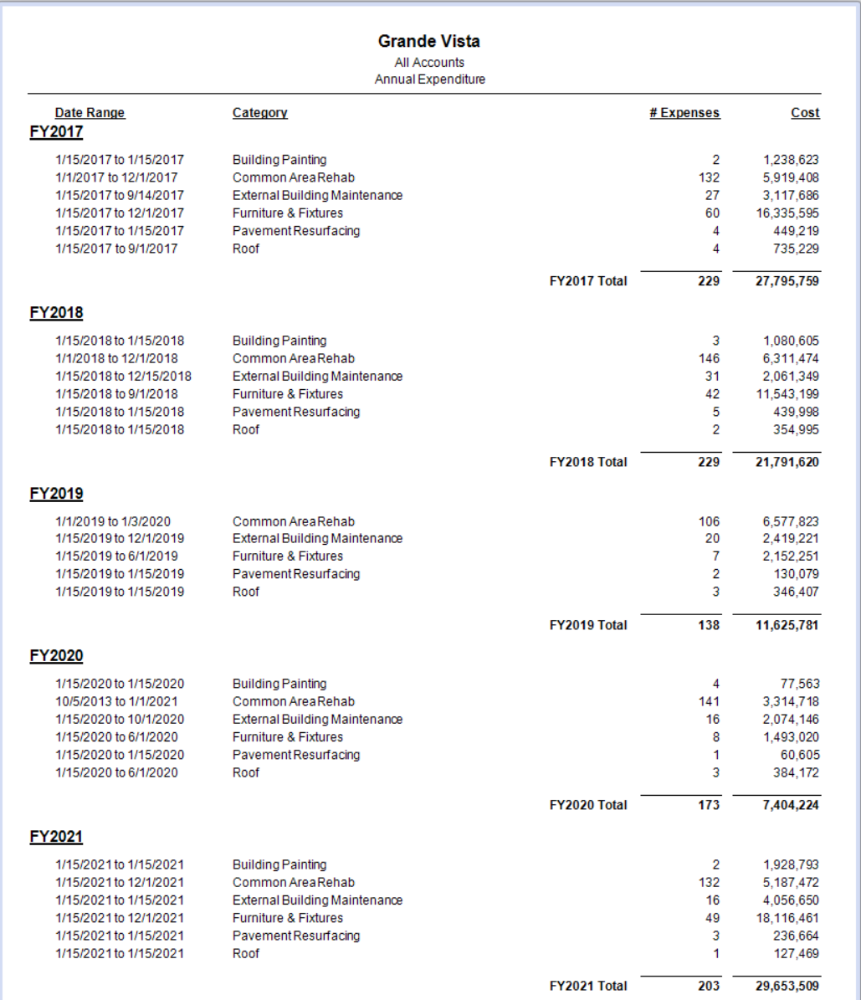 Grande Vista
All Accounts
Annual Expenditure
Date Range Category # Expenses Cost
FY2017
1/15/2017 to 1/15/2017 Building Painting 2 1,238,623
1/1/2017 to 12/1/2017 Common Area Rehab 132 5,919,408
1/15/2017 to 9/14/2017 External Building Maintenance 27 3,117,686
1/15/2017 to 12/1/2017 Furniture & Fixtures 60 16,335,595
1/15/2017 to 1/15/2017 Pavement Resurfacing 4 449,219
1/15/2017 to 9/1/2017 Roof 4 735,229
FY2017 Total 229 27,795,759
FY2018
1/15/2018 to 1/15/2018 Building Painting 3 1,080,605
1/1/2018 to 12/1/2018 Common Area Rehab 146 6,311,474
1/15/2018 to 12/15/2018 External Building Maintenance 31 2,061,349
1/15/2018 to 9/1/2018 Furniture & Fixtures 42 11,543,199
1/15/2018 to 1/15/2018 Pavement Resurfacing 5 439,998
1/15/2018 to 1/15/2018 Roof 2 354,995
FY2018 Total 229 21,791,620
FY2019
1/1/2019 to 1/3/2020 Common Area Rehab 106 6,577,823
1/15/2019 to 12/1/2019 External Building Maintenance 20 2,419,221
1/15/2019 to 6/1/2019 Furniture & Fixtures 7 2,152,251
1/15/2019 to 1/15/2019 Pavement Resurfacing 2 130,079
1/15/2019 to 1/15/2019 Roof 3 346,407
FY2019 Total 138 11,625,781
FY2020
1/15/2020 to 1/15/2020 Building Painting 4 77,563
10/5/2013 to 1/1/2021 Common Area Rehab 141 3,314,718
1/15/2020 to 10/1/2020 External Building Maintenance 16 2,074,146
1/15/2020 to 6/1/2020 Furniture & Fixtures 8 1,493,020
1/15/2020 to 1/15/2020 Pavement Resurfacing 1 60,605
1/15/2020 to 6/1/2020 Roof 3 384,172
FY2020 Total 173 7,404,224
FY2021
1/15/2021 to 1/15/2021 Building Painting 2 1,928,793
1/15/2021 to 12/1/2021 Common Area Rehab 132 5,187,472
1/15/2021 to 1/15/2021 External Building Maintenance 16 4,056,650
1/15/2021 to 12/1/2021 Furniture & Fixtures 49 18,116,461
1/15/2021 to 1/15/2021 Pavement Resurfacing 3 236,664
1/15/2021 to 1/15/2021 Roof 1 127,469
FY2021 Total 203 29,653,509